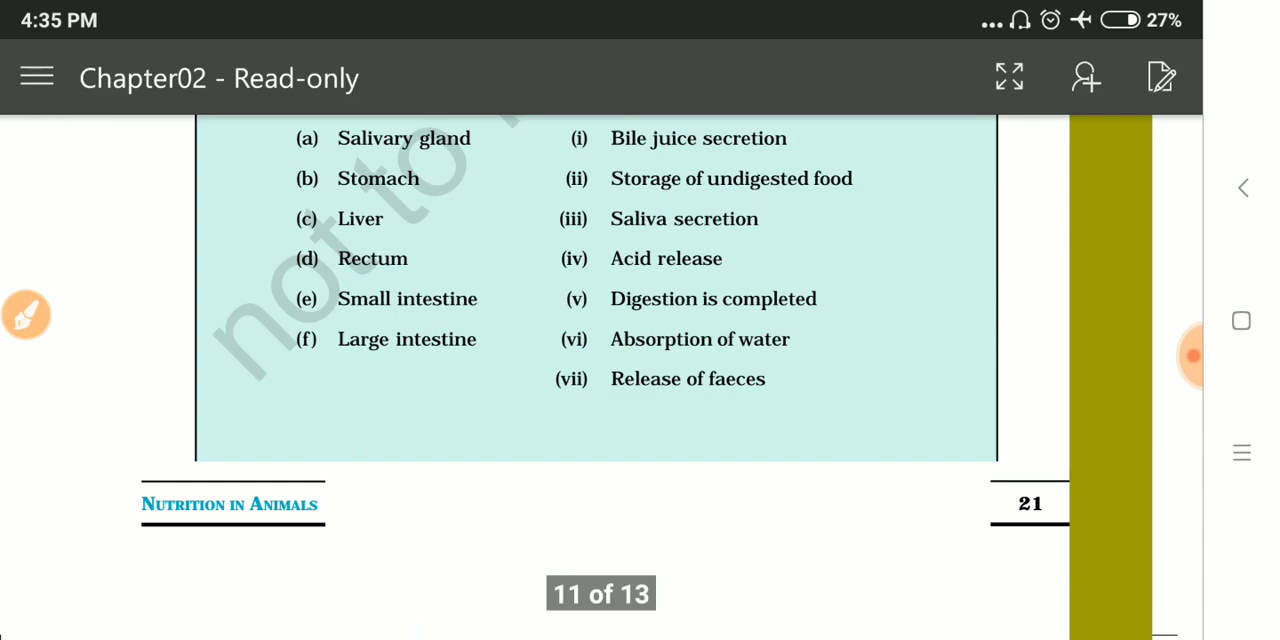 4:35 PM
27%
Chapter02 - Read-only
(a) Salivary gland (i) Bile juice secretion
(b) Stomach (ii) Storage of undigested food
(c) Liver (iii) Saliva secretion
(d) Rectum (iv) Acid release
(e) Small intestine (v) Digestion is completed
(f) Large intestine (vi) Absorption of water
(vii) Release of faeces
not to
NUTRITION IN ANIMALS
21
11 of 13